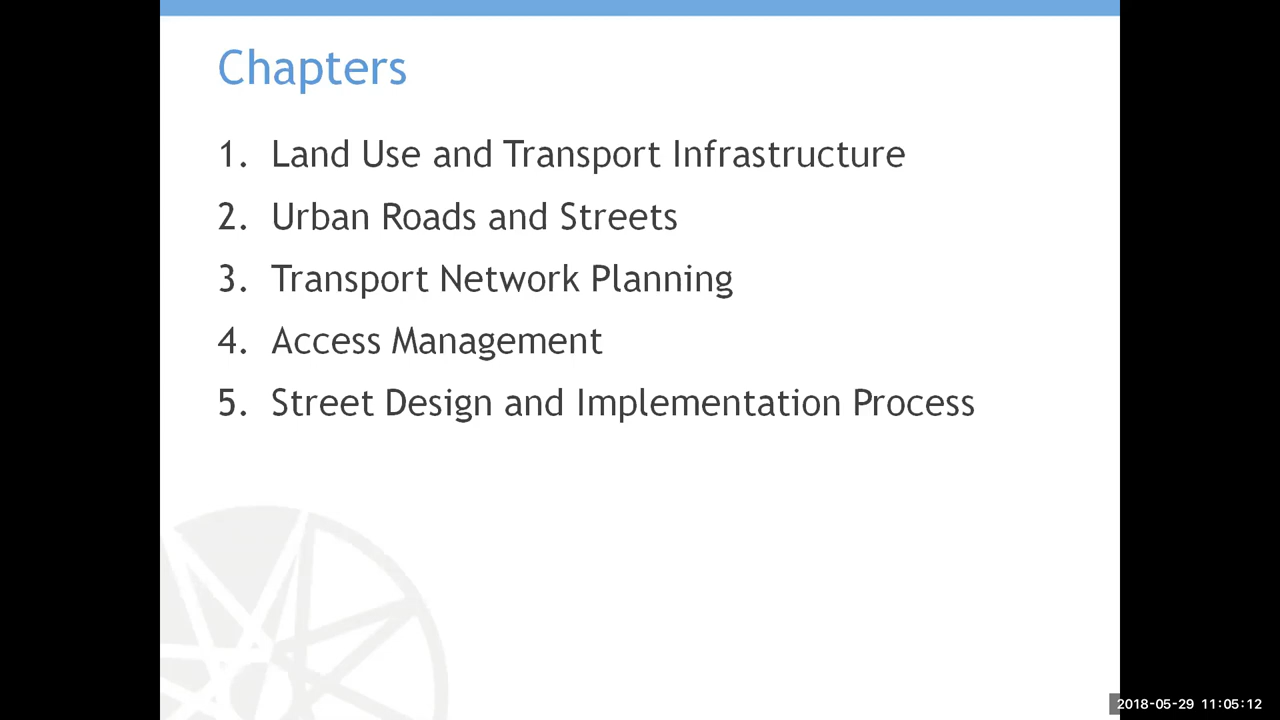 Chapters
1. Land Use and Transport Infrastructure
2. Urban Roads and Streets
3. Transport Network Planning
4. Access Management
5. Street Design and Implementation Process
2018-05-29 11:05:12